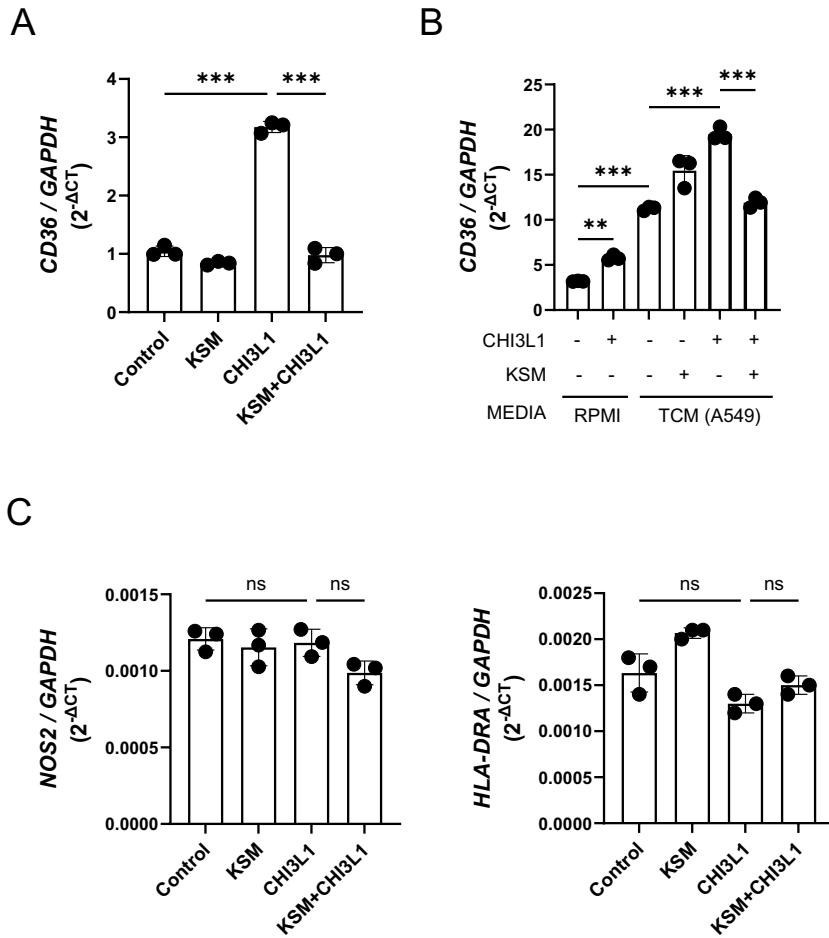 A
CD36 / GAPDH
(2-ΔCT)
4
3
2
1
0
*** ***
Control
KSM
CHI3L1
KSM+CHI3L1
B
CD36 / GAPDH
(2-ΔCT)
25
20
15
10
5
0
** *** *** ***
CHI3L1 - + - - + +
KSM - - - + - +
MEDIA RPMI TCM (A549)
C
NOS2 / GAPDH
(2-ΔCT)
0.0015
0.0010
0.0005
0.0000
ns ns
Control
KSM
CHI3L1
KSM+CHI3L1
HLA-DRA / GAPDH
(2-ΔCT)
0.0025
0.0020
0.0015
0.0010
0.0005
0.0000
ns ns
Control
KSM
CHI3L1
KSM+CHI3L1